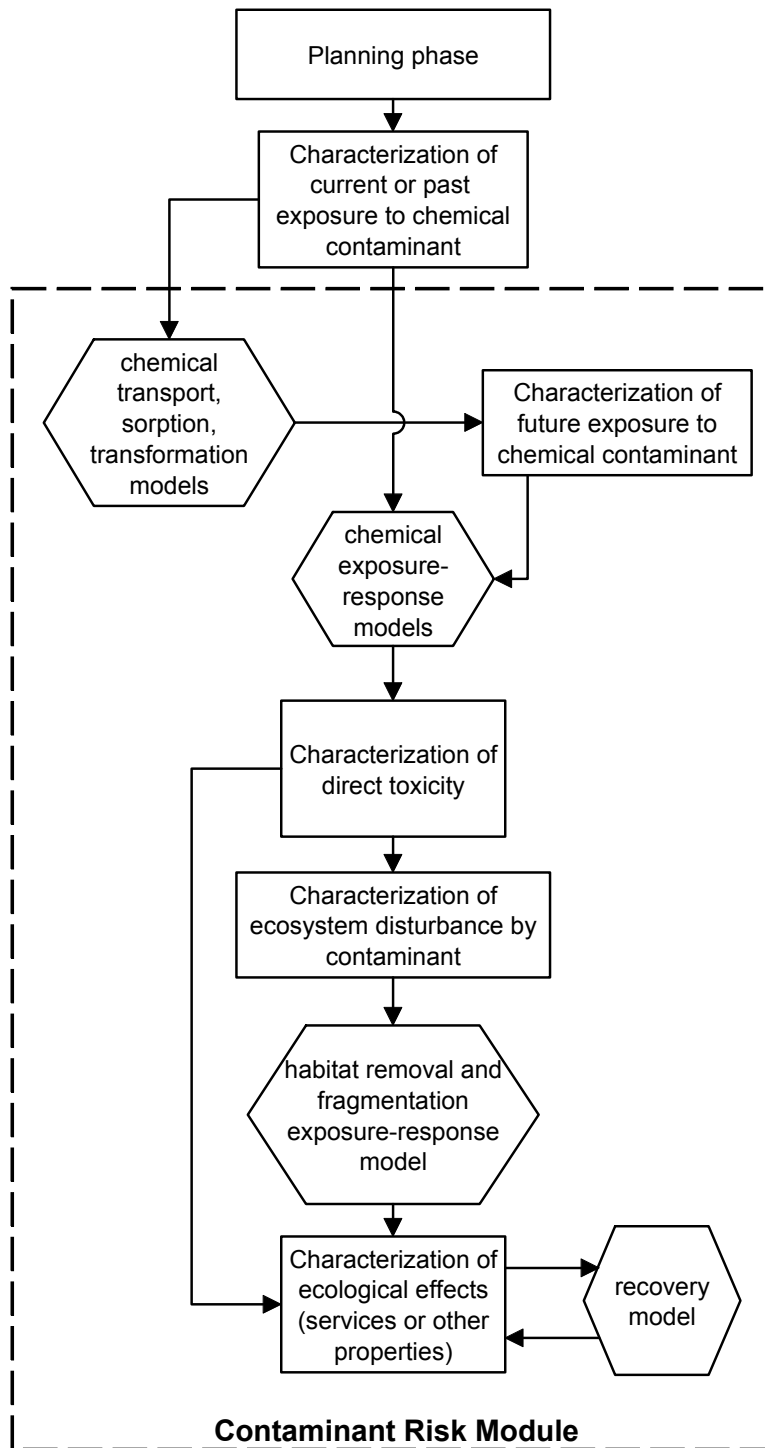 Planning phase
Characterization of
current or past
exposure to chemical
contaminant
chemical
transport,
sorption,
transformation
models
Characterization of
future exposure to
chemical contaminant
chemical
exposure-
response
models
Characterization of
direct toxicity
Characterization of
ecosystem disturbance by
contaminant
habitat removal and
fragmentation
exposure-response
model
Characterization of
ecological effects
(services or other
properties)
recovery
model
Contaminant Risk Module